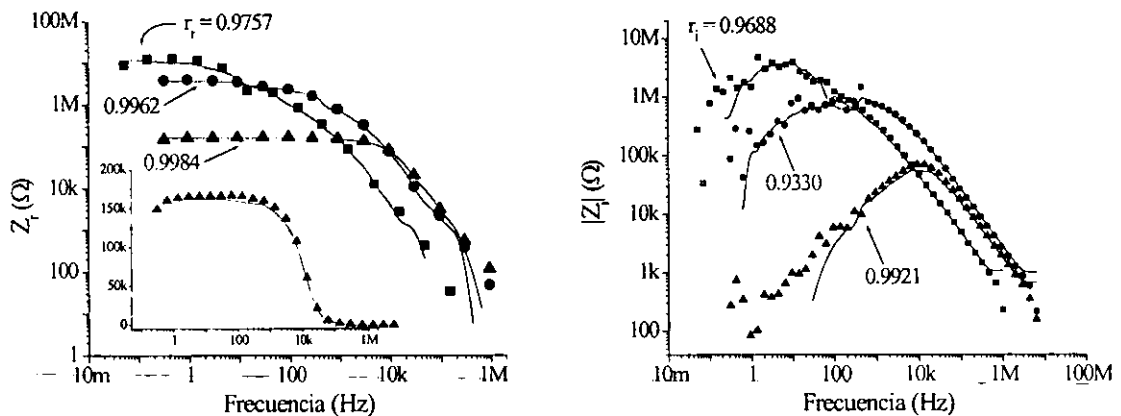 100M
1M
10k
100
1
Z_r (Ω)
r_r = 0.9757
0.9962
0.9984
200k
150k
100k
50k
0
1
100
10k
1M
10m
1
100
10k
1M
Frecuencia (Hz)
10M
1M
100k
10k
1k
100
|Z_i| (Ω)
r_i = 0.9688
0.9330
0.9921
10m
1
100
10k
1M
100M
Frecuencia (Hz)